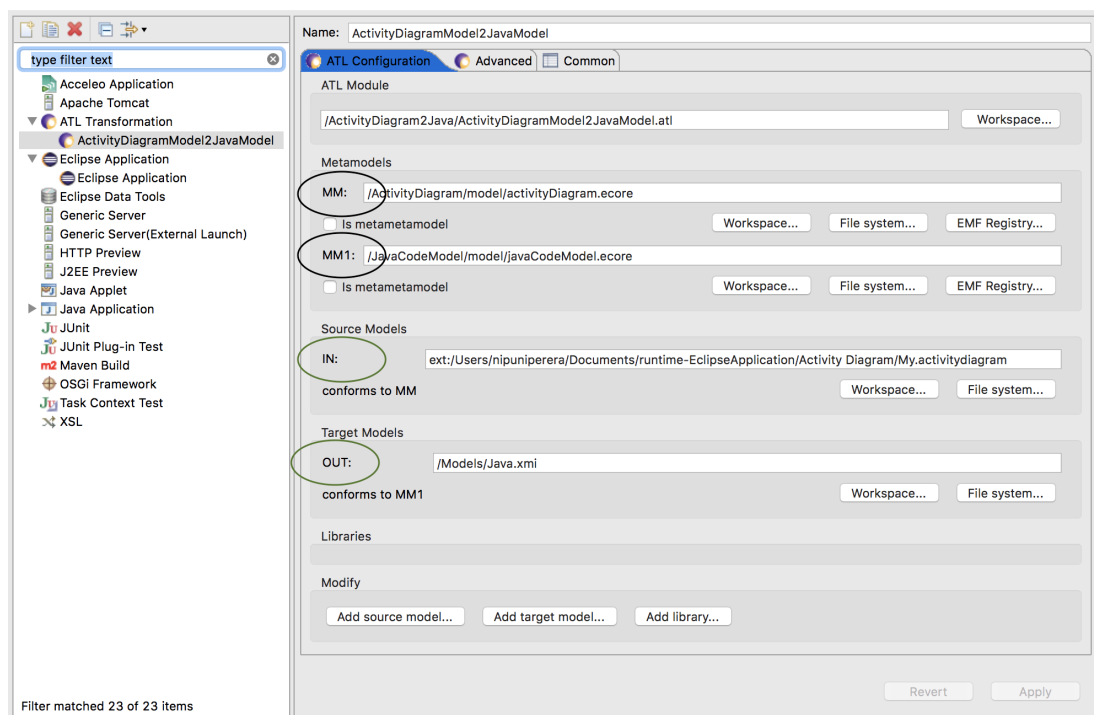 type filter text
Acceleo Application
Apache Tomcat
ATL Transformation
ActivityDiagramModel2JavaModel
Eclipse Application
Eclipse Application
Eclipse Data Tools
Generic Server
Generic Server(External Launch)
HTTP Preview
J2EE Preview
Java Applet
Java Application
JUnit
JUnit Plug-in Test
Maven Build
OSGi Framework
Task Context Test
XSL
Filter matched 23 of 23 items
Name: ActivityDiagramModel2JavaModel
ATL Configuration Advanced Common
ATL Module
/ActivityDiagram2Java/ActivityDiagramModel2JavaModel.atl Workspace...
Metamodels
MM: /ActivityDiagram/model/activityDiagram.ecore
Is metametamodel Workspace... File system... EMF Registry...
MM1: /JavaCodeModel/model/javaCodeModel.ecore
Is metametamodel Workspace... File system... EMF Registry...
Source Models
IN: ext:/Users/nipuniperera/Documents/runtime-EclipseApplication/Activity Diagram/My.activitydiagram
conforms to MM Workspace... File system...
Target Models
OUT: /Models/Java.xmi
conforms to MM1 Workspace... File system...
Libraries
Modify
Add source model... Add target model... Add library...
Revert Apply